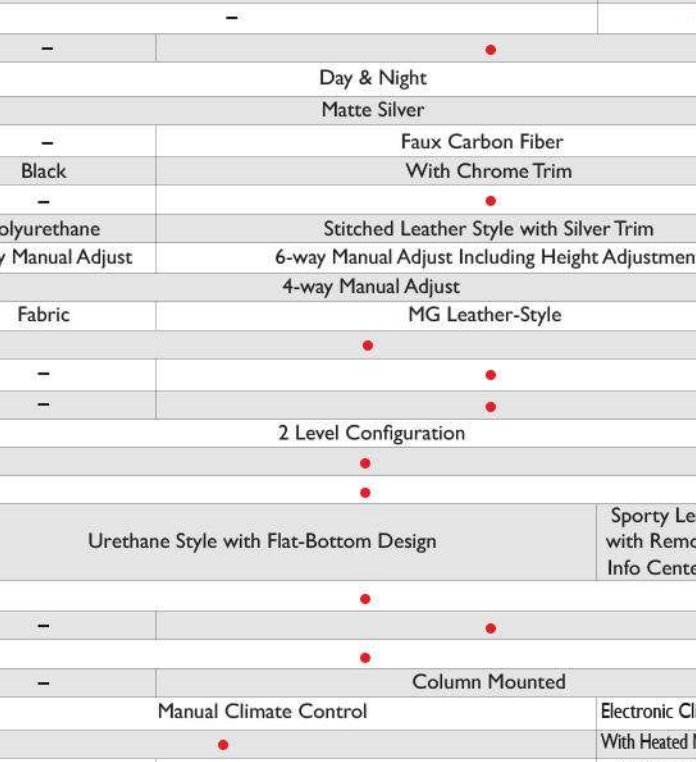 –
– •
Day & Night
Matte Silver
– Faux Carbon Fiber
Black With Chrome Trim
– •
olyurethane Stitched Leather Style with Silver Trim
y Manual Adjust 6-way Manual Adjust Including Height Adjustmen
4-way Manual Adjust
Fabric MG Leather-Style
•
– •
– •
2 Level Configuration
•
•
Sporty Le
Urethane Style with Flat-Bottom Design with Remo
Info Cente
•
– •
•
– Column Mounted
Manual Climate Control Electronic Cli
• With Heated